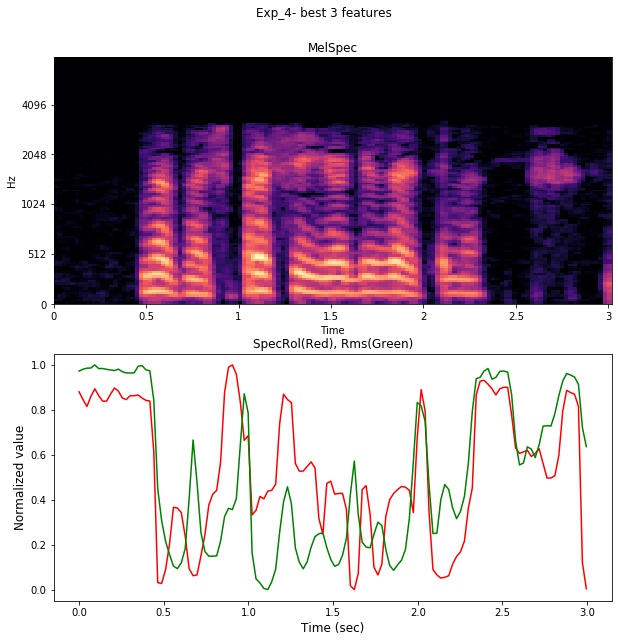 Exp_4- best 3 features
MelSpec
4096
2048
1024
512
0
Hz
0 0.5 1 1.5 2 2.5 3
Time
SpecRol(Red), Rms(Green)
1.0
0.8
0.6
0.4
0.2
0.0
Normalized value
0.0 0.5 1.0 1.5 2.0 2.5 3.0
Time (sec)